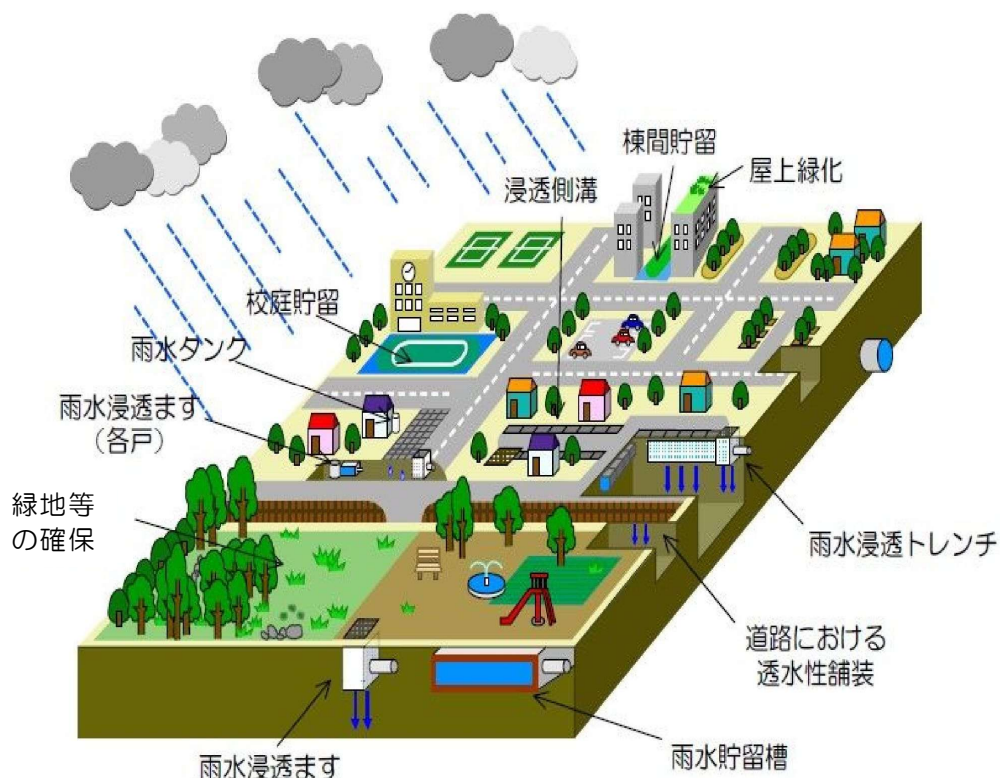 棟間貯留
屋上緑化
浸透側溝
校庭貯留
雨水タンク
雨水浸透ます
（各戸）
緑地等
の確保
雨水浸透トレンチ
道路における
透水性舗装
雨水貯留槽
雨水浸透ます